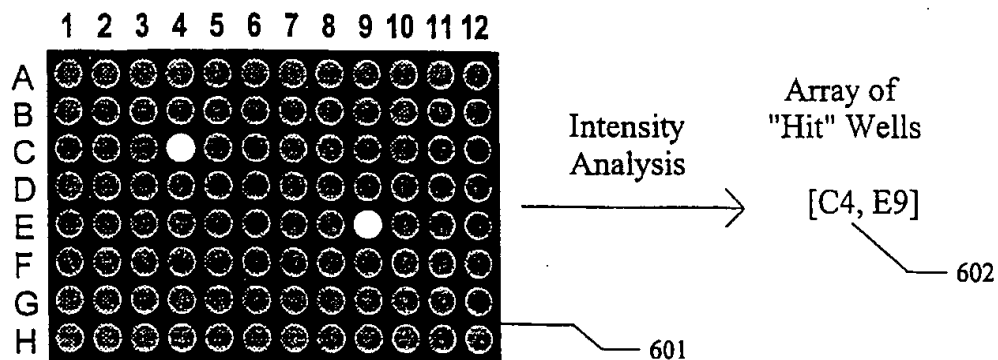 1 2 3 4 5 6 7 8 9 10 11 12
A
B
C
D
E
F
G
H
Intensity
Analysis
Array of
"Hit" Wells
[C4, E9]
602
601